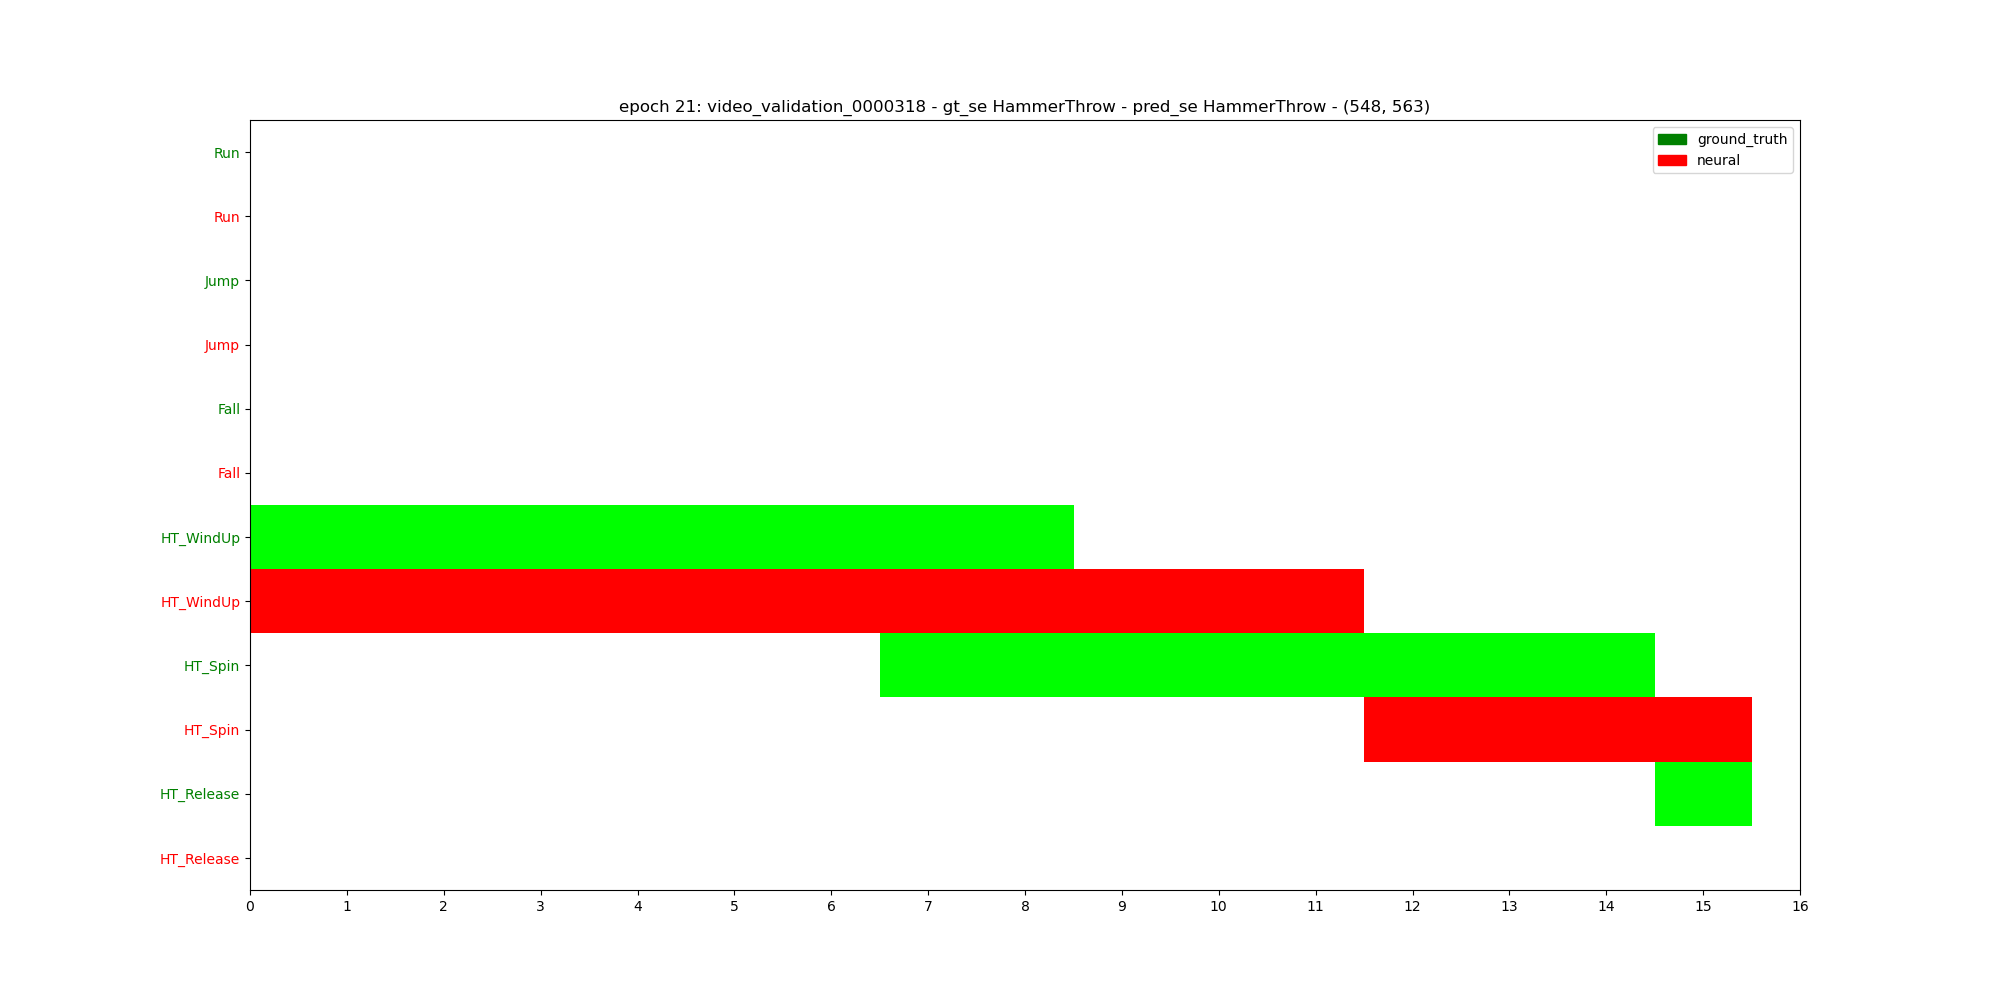 epoch 21: video_validation_0000318 - gt_se HammerThrow - pred_se HammerThrow - (548, 563)
ground_truth
neural
Run
Run
Jump
Jump
Fall
Fall
HT_WindUp
HT_WindUp
HT_Spin
HT_Spin
HT_Release
HT_Release
0 1 2 3 4 5 6 7 8 9 10 11 12 13 14 15 16